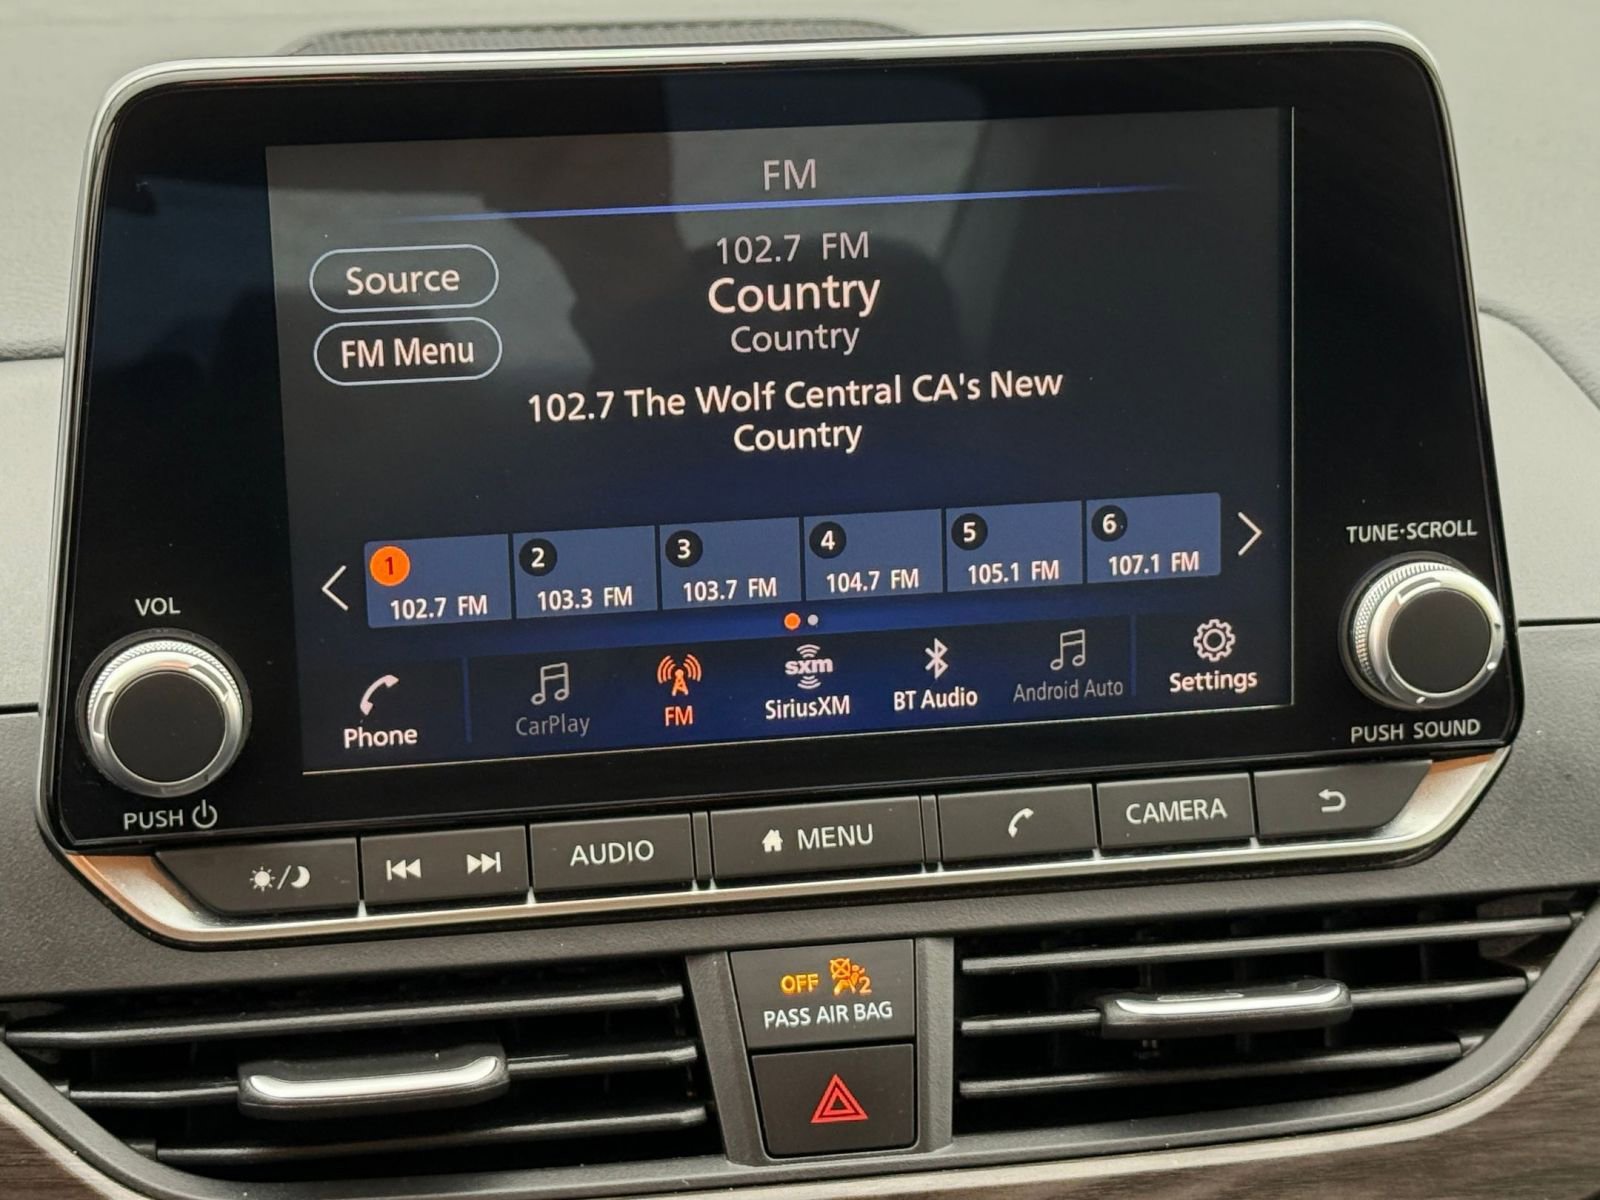 FM
Source
102.7 FM
Country
Country
FM Menu
102.7 The Wolf Central CA's New
Country
1 2 3 4 5 6
102.7 FM 103.3 FM 103.7 FM 104.7 FM 105.1 FM 107.1 FM
sxm
Phone CarPlay FM SiriusXM BT Audio Android Auto Settings
VOL
PUSH
TUNE·SCROLL
PUSH SOUND
AUDIO MENU CAMERA
OFF 2
PASS AIR BAG